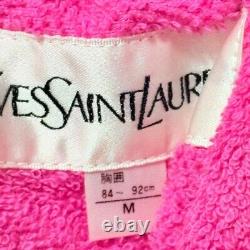 YVESSAINTLAURE
胸囲
84～92cm
M